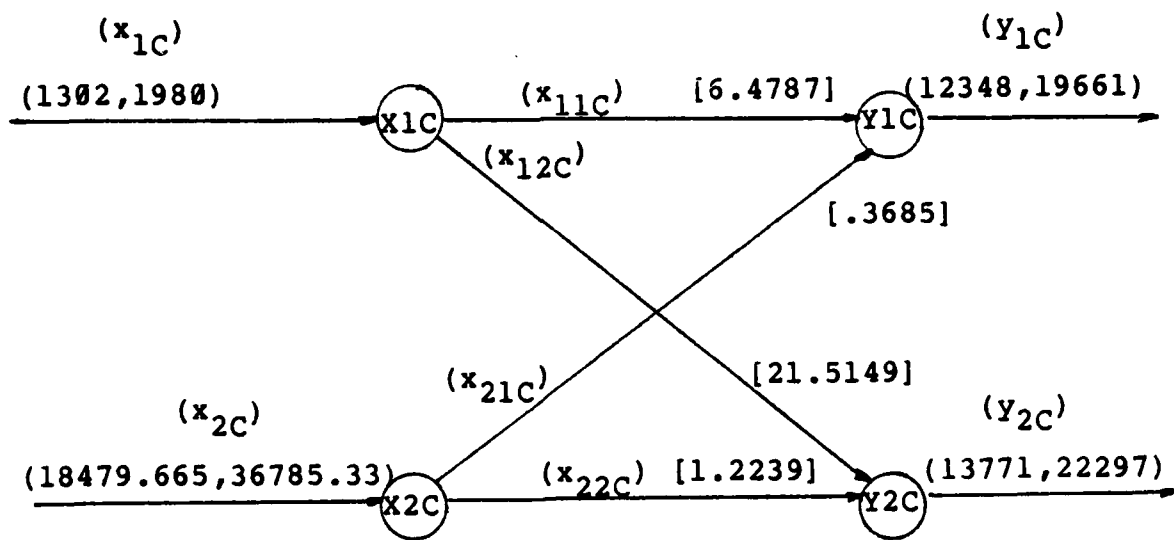 (x1C) (y1C)
(1302,1980) (x11C) [6.4787] (12348,19661)
X1C Y1C
(x12C)
[.3685]
(x21C) [21.5149]
(x2C) (y2C)
(18479.665,36785.33) (x22C) [1.2239] (13771,22297)
X2C Y2C